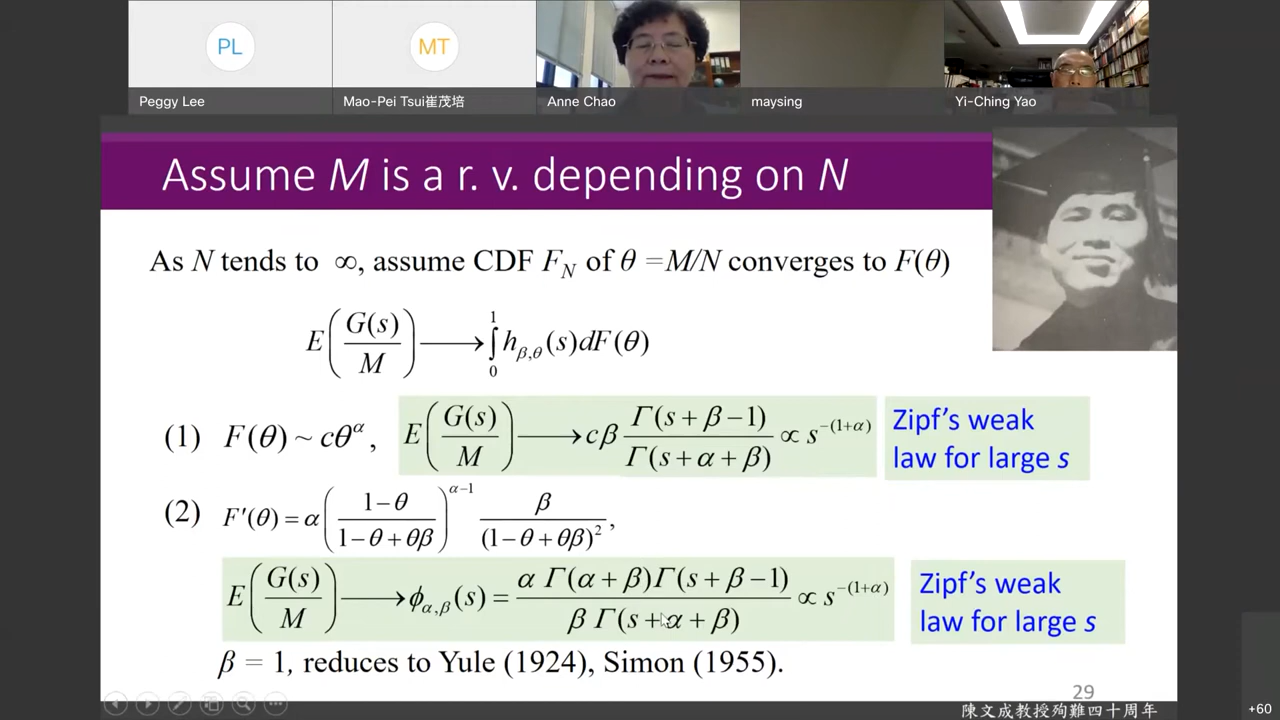 PL
MT
Peggy Lee
Mao-Pei Tsui崔茂培
Anne Chao
maysing
Yi-Ching Yao
Assume M is a r. v. depending on N
As N tends to ∞, assume CDF F_N of θ =M/N converges to F(θ)
E(G(s)/M) ⟶ ∫₀¹ h_{β,θ}(s)dF(θ)
(1) F(θ) ~ cθ^α, E(G(s)/M) ⟶ cβ Γ(s+β−1)/Γ(s+α+β) ∝ s^{−(1+α)}
Zipf's weak
law for large s
(2) F′(θ) = α((1−θ)/(1−θ+θβ))^{α−1} β/(1−θ+θβ)²,
E(G(s)/M) ⟶ ϕ_{α,β}(s) = α Γ(α+β)Γ(s+β−1)/β Γ(s+α+β) ∝ s^{−(1+α)}
Zipf's weak
law for large s
β = 1, reduces to Yule (1924), Simon (1955).
29
陳文成教授殉難四十周年
+60